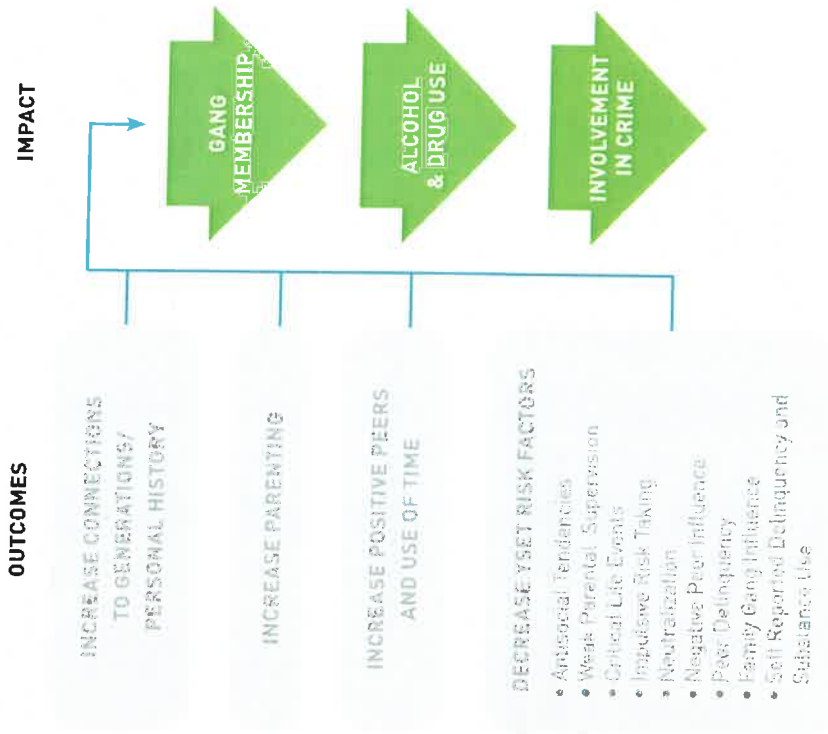 OUTCOMES
INCREASE CONNECTIONS
TO GENERATIONS/
PERSONAL HISTORY
INCREASE PARENTING
INCREASE POSITIVE PEERS
AND USE OF TIME
DECREASE YSET RISK FACTORS
• Antisocial Tendencies
• Weak Parental Supervision
• Critical Life Events
• Impulsive Risk Taking
• Neutralization
• Negative Peer Influence
• Peer Delinquency
• Family Gang Influence
• Self Reported Delinquency and
Substance Use
IMPACT
GANG
MEMBERSHIP
ALCOHOL
& DRUG USE
INVOLVEMENT
IN CRIME